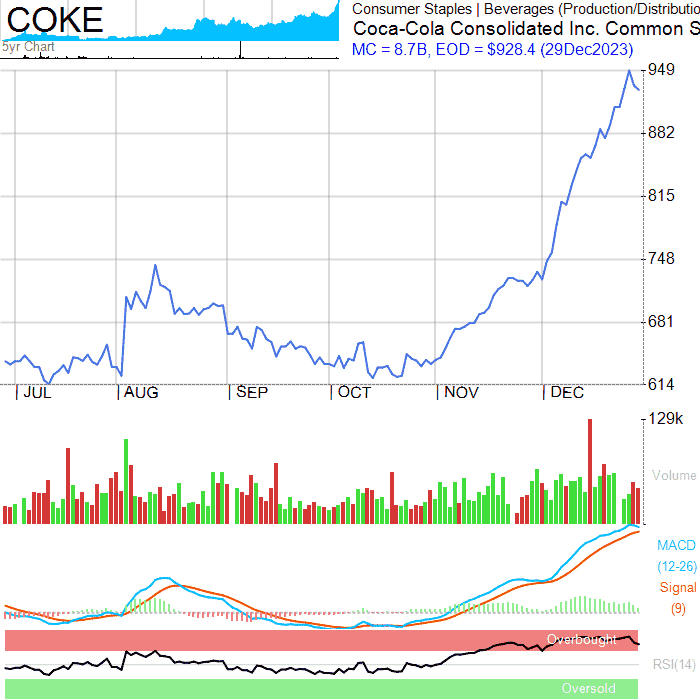 COKE
5yr Chart
Consumer Staples | Beverages (Production/Distributio
Coca-Cola Consolidated Inc. Common S
MC = 8.7B, EOD = $928.4 (29Dec2023)
949
882
815
748
681
614
JUL AUG SEP OCT NOV DEC
129k
Volume
MACD
(12-26)
Signal
(9)
Overbought
RSI(14)
Oversold